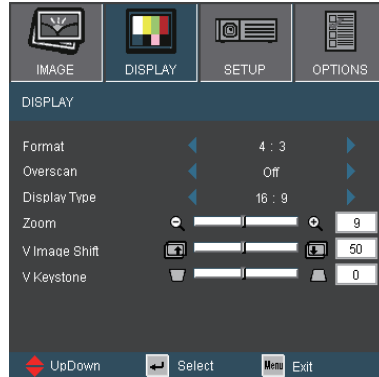 IMAGE DISPLAY SETUP OPTIONS
DISPLAY
Format 4 : 3
Overscan Off
Display Type 16 : 9
Zoom 9
V Image Shift 50
V Keystone 0
UpDown Select Menu Exit